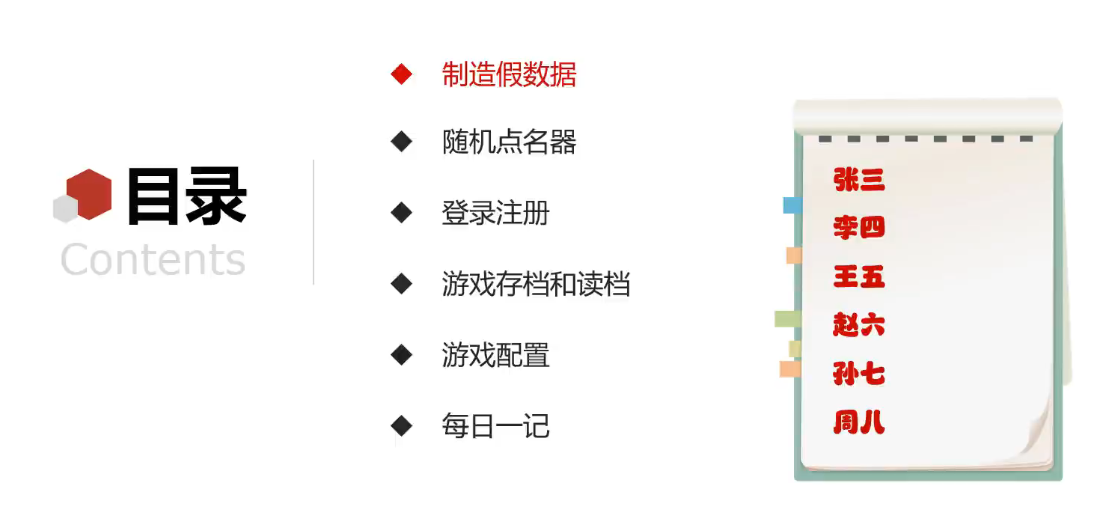 目录
Contents
制造假数据
随机点名器
登录注册
游戏存档和读档
游戏配置
每日一记
张三
李四
王五
赵六
孙七
周八